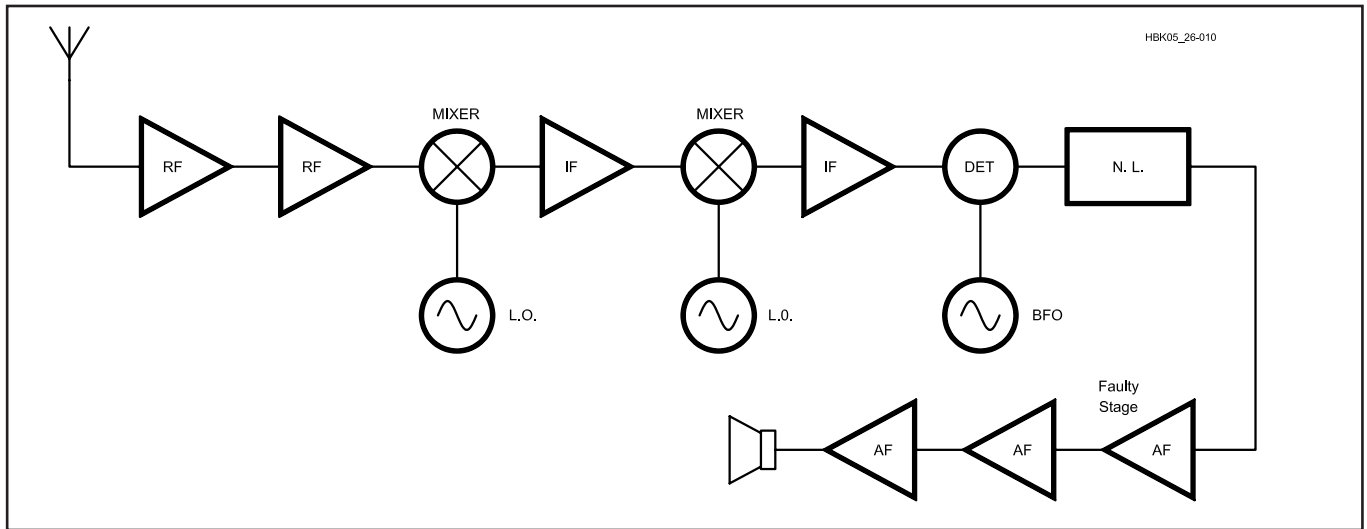 HBK05_26-010
MIXER
MIXER
RF
RF
IF
IF
DET
N. L.
L.O.
L.0.
BFO
Faulty
Stage
AF
AF
AF